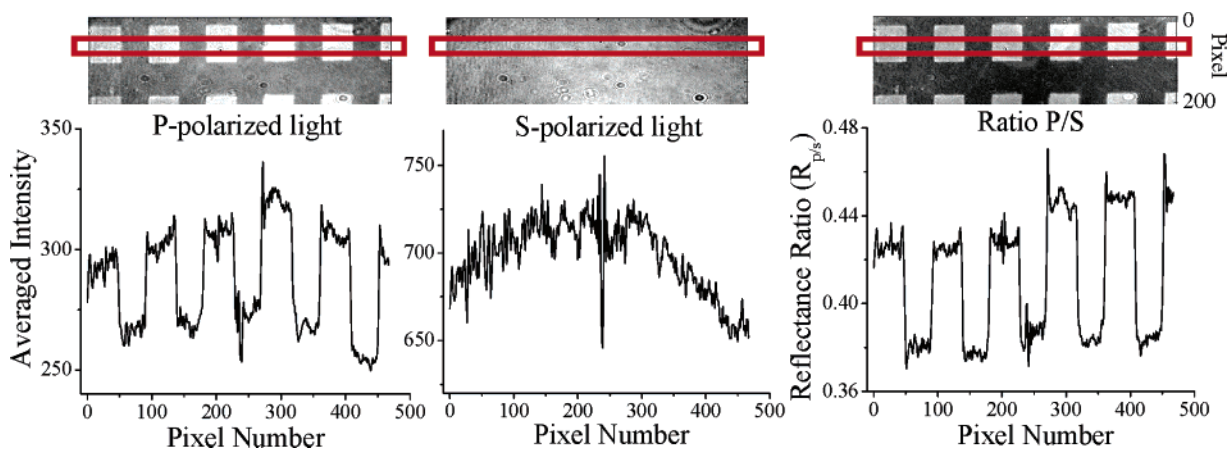 0
Pixel
200
P-polarized light
S-polarized light
Ratio P/S
350
300
250
Averaged Intensity
0 100 200 300 400 500
Pixel Number
750
700
650
0 100 200 300 400 500
Pixel Number
0.48
0.44
0.40
0.36
Reflectance Ratio (Rp/s)
0 100 200 300 400 500
Pixel Number